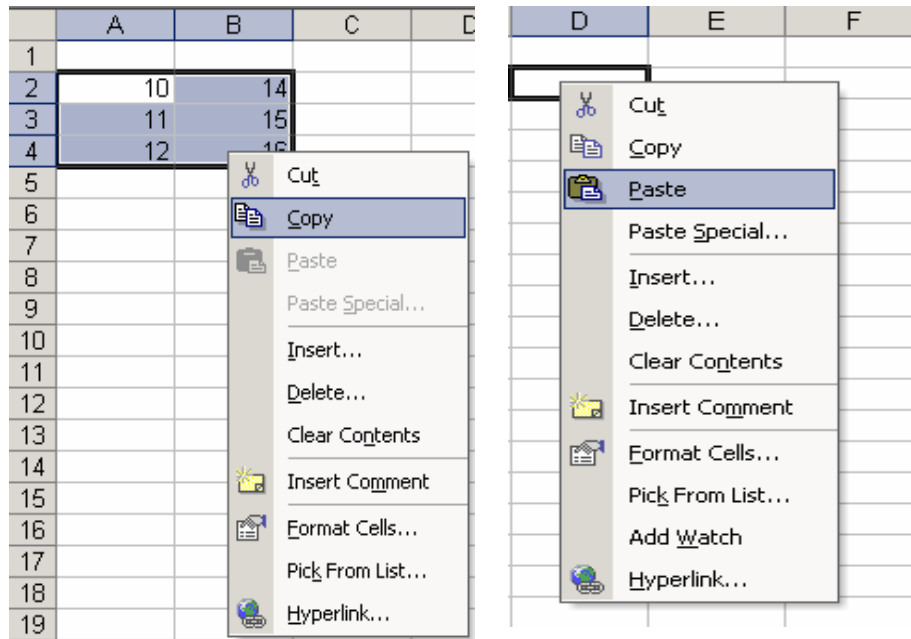 A B C D
1
2 10 14
3 11 15
4 12 16
5
6
7
8
9
10
11
12
13
14
15
16
17
18
19
Cut
Copy
Paste
Paste Special...
Insert...
Delete...
Clear Contents
Insert Comment
Format Cells...
Pick From List...
Hyperlink...
D E F
Cut
Copy
Paste
Paste Special...
Insert...
Delete...
Clear Contents
Insert Comment
Format Cells...
Pick From List...
Add Watch
Hyperlink...